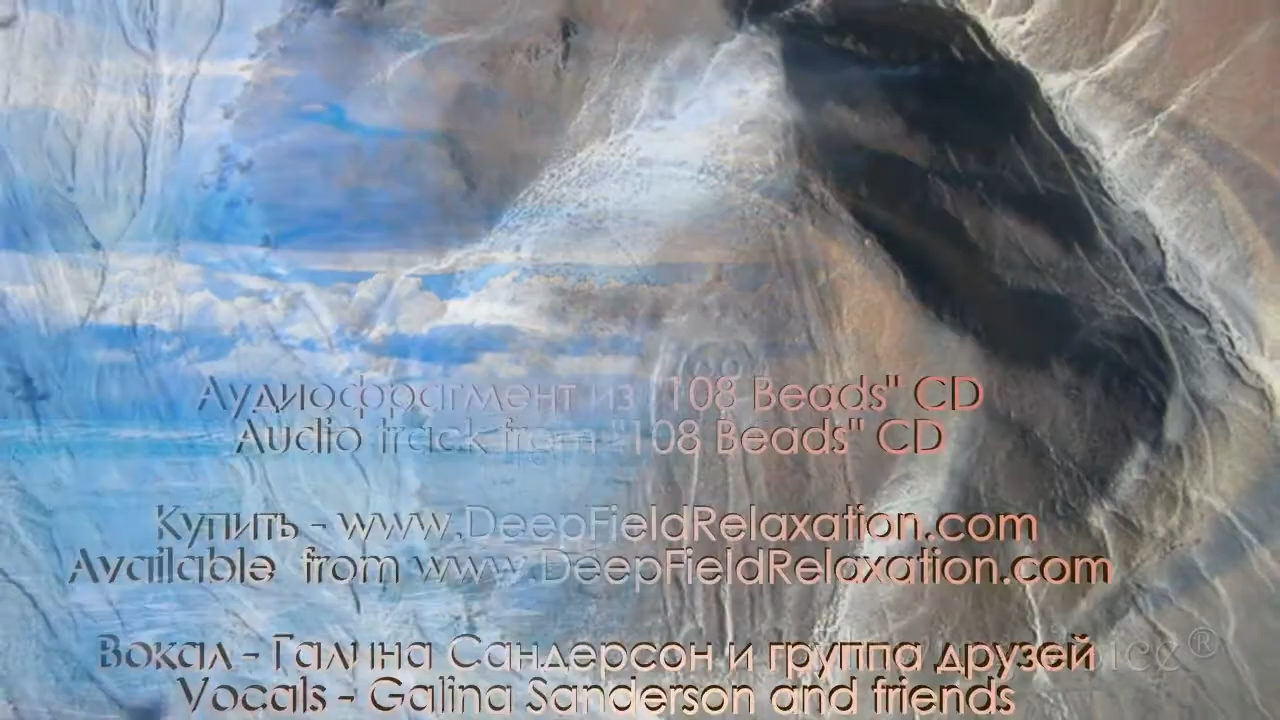 Аудиофрагмент из "108 Beads" CD
Audio track from "108 Beads" CD
Купить - www.DeepFieldRelaxation.com
Available from www.DeepFieldRelaxation.com
Вокал - Галина Сандерсон и группа друзей
Vocals - Galina Sanderson and friends